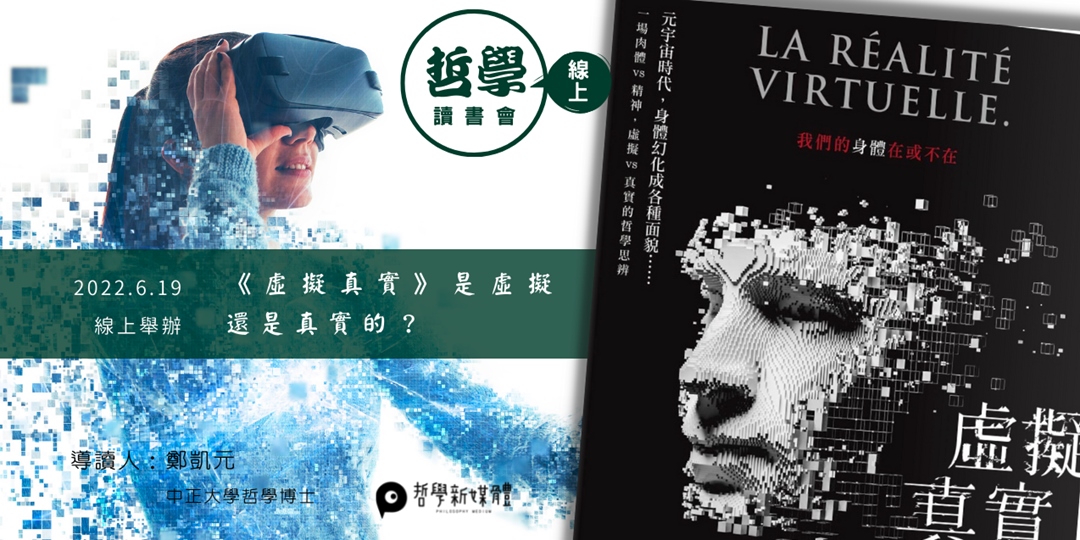 哲學
讀書會
線上
2022.6.19
線上舉辦
《虛擬真實》是虛擬
還是真實的？
導讀人：鄭凱元
中正大學哲學博士
哲學新媒體
PHILOSOPHY MEDIUM
元宇宙時代，身體幻化成各種面貌……
一場肉體 vs 精神，虛擬 vs 真實的哲學思辨
LA RÉALITÉ
VIRTUELLE.
我們的身體在或不在
虛擬
真實